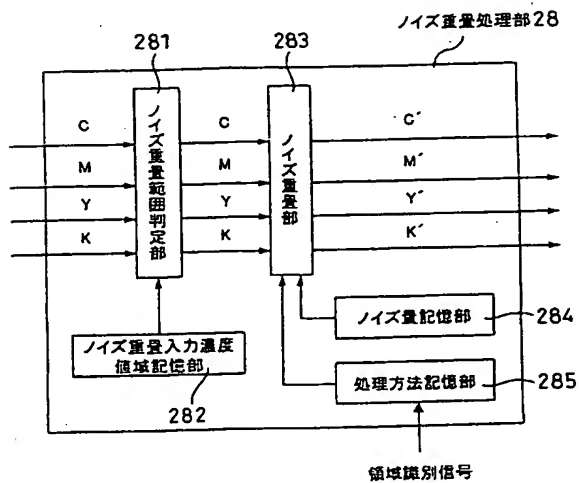 ノイズ重畳処理部28
281
283
C
C
C´
M
M
M´
Y
Y
Y´
K
K
K´
ノイズ重畳範囲判定部
ノイズ重畳部
ノイズ量記憶部
284
ノイズ重畳入力濃度
値域記憶部
282
処理方法記憶部
285
領域識別信号